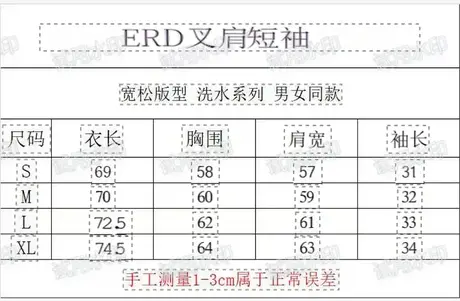 ERD叉肩短袖
宽松版型 洗水系列 男女同款
尺码 衣长 胸围 肩宽 袖长
S 69 58 57 31
M 70 60 59 32
L 72.5 62 61 33
XL 74.5 64 63 34
手工测量1-3cm属于正常误差